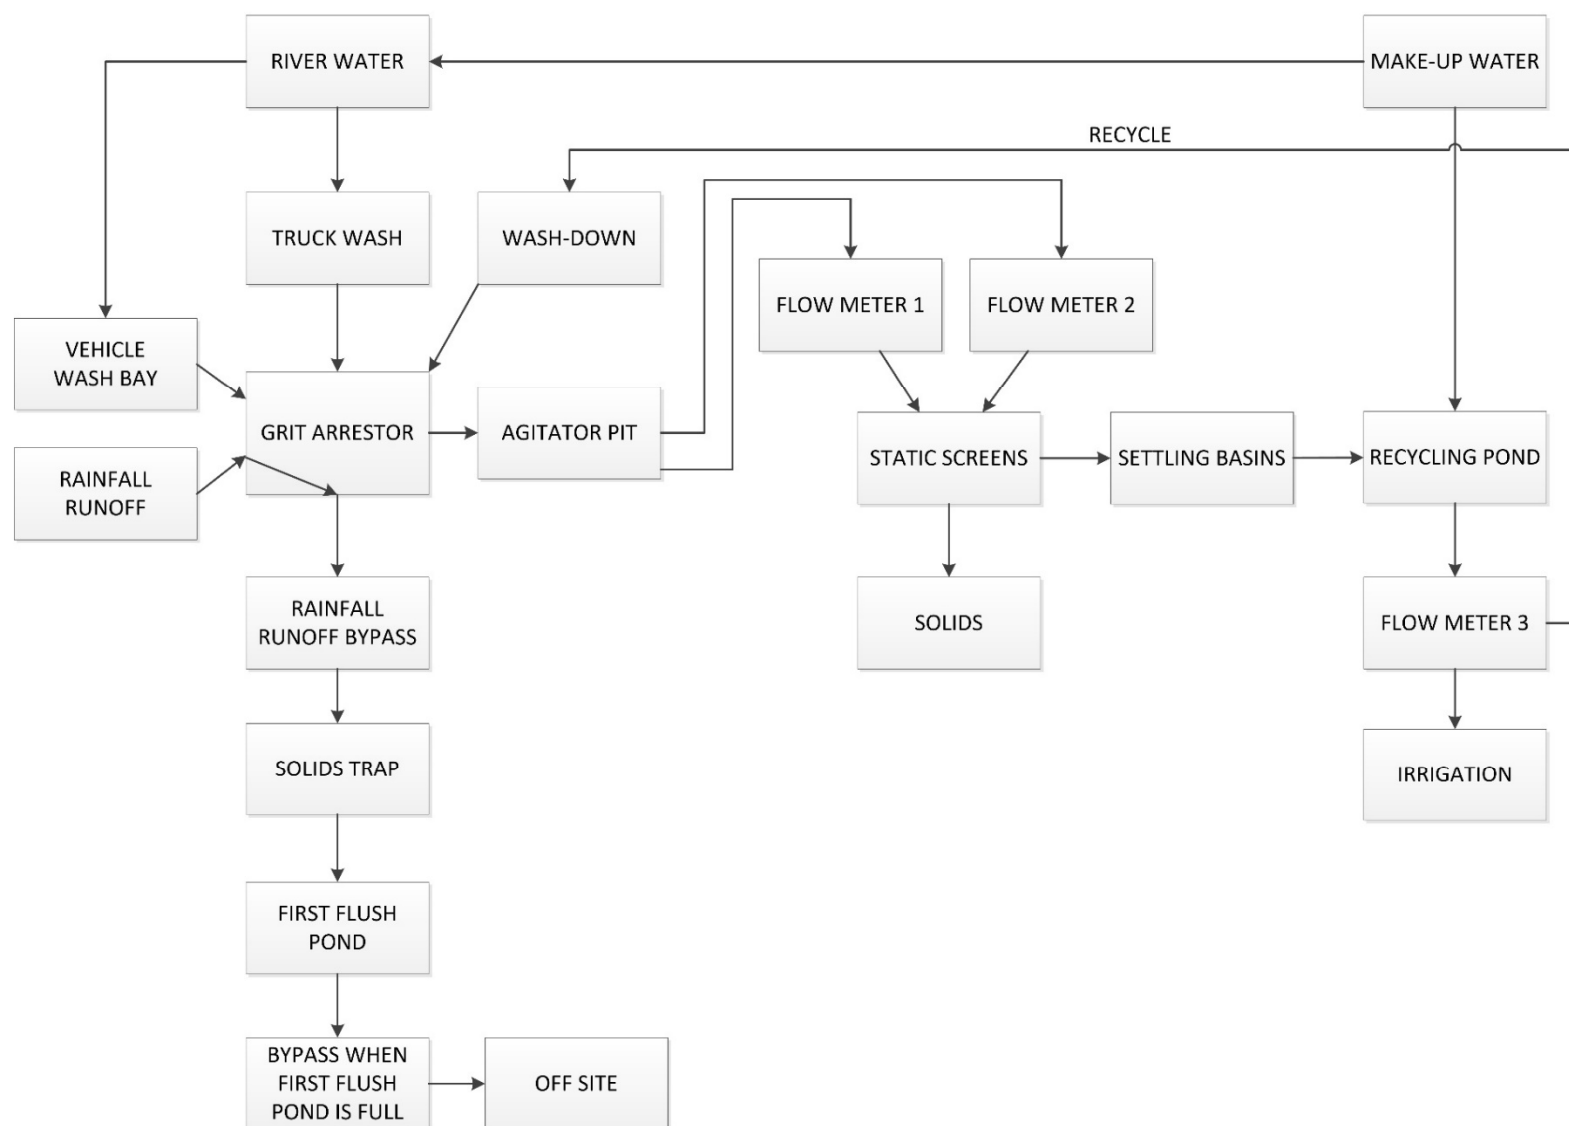 RIVER WATER
MAKE-UP WATER
RECYCLE
TRUCK WASH
WASH-DOWN
FLOW METER 1
FLOW METER 2
VEHICLE
WASH BAY
GRIT ARRESTOR
AGITATOR PIT
STATIC SCREENS
SETTLING BASINS
RECYCLING POND
RAINFALL
RUNOFF
RAINFALL
RUNOFF BYPASS
SOLIDS
FLOW METER 3
SOLIDS TRAP
IRRIGATION
FIRST FLUSH
POND
BYPASS WHEN
FIRST FLUSH
POND IS FULL
OFF SITE